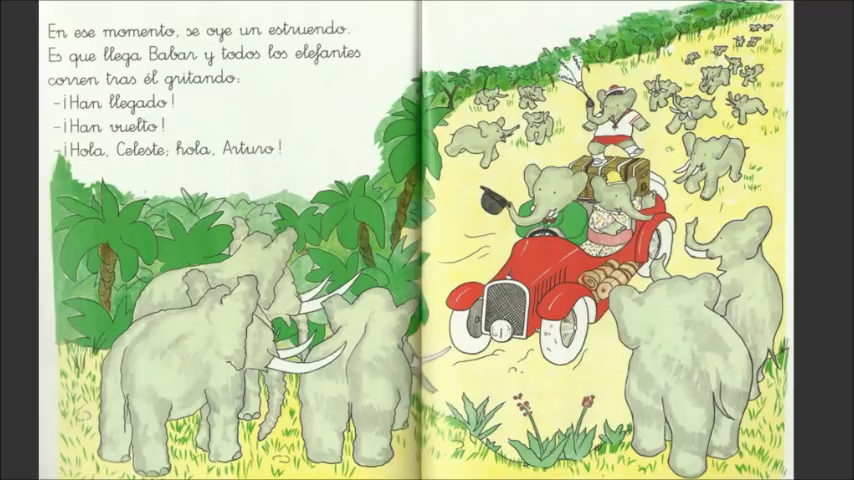 En ese momento, se oye un estruendo.
Es que llega Babar y todos los elefantes
corren tras él gritando:
-¡Han llegado!
-¡Han vuelto!
-¡Hola, Celeste; hola, Arturo!